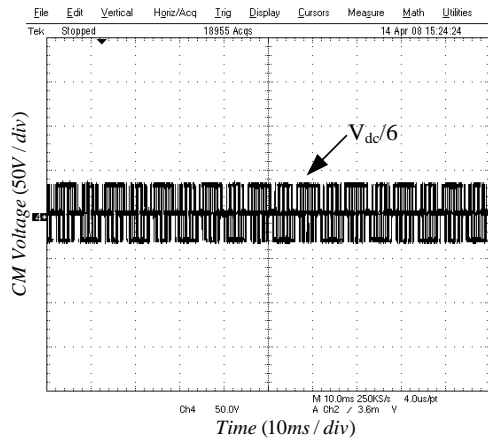 File Edit Vertical Horiz/Acq Trig Display Cursors Measure Math Utilities
Tek Stopped 18955 Acqs 14 Apr 08 15:24:24
Vdc/6
CM Voltage (50V / div)
4
M 10.0ms 250KS/s 4.0us/pt
Ch4 50.0V A Ch2 / 3.6m V
Time (10ms / div)